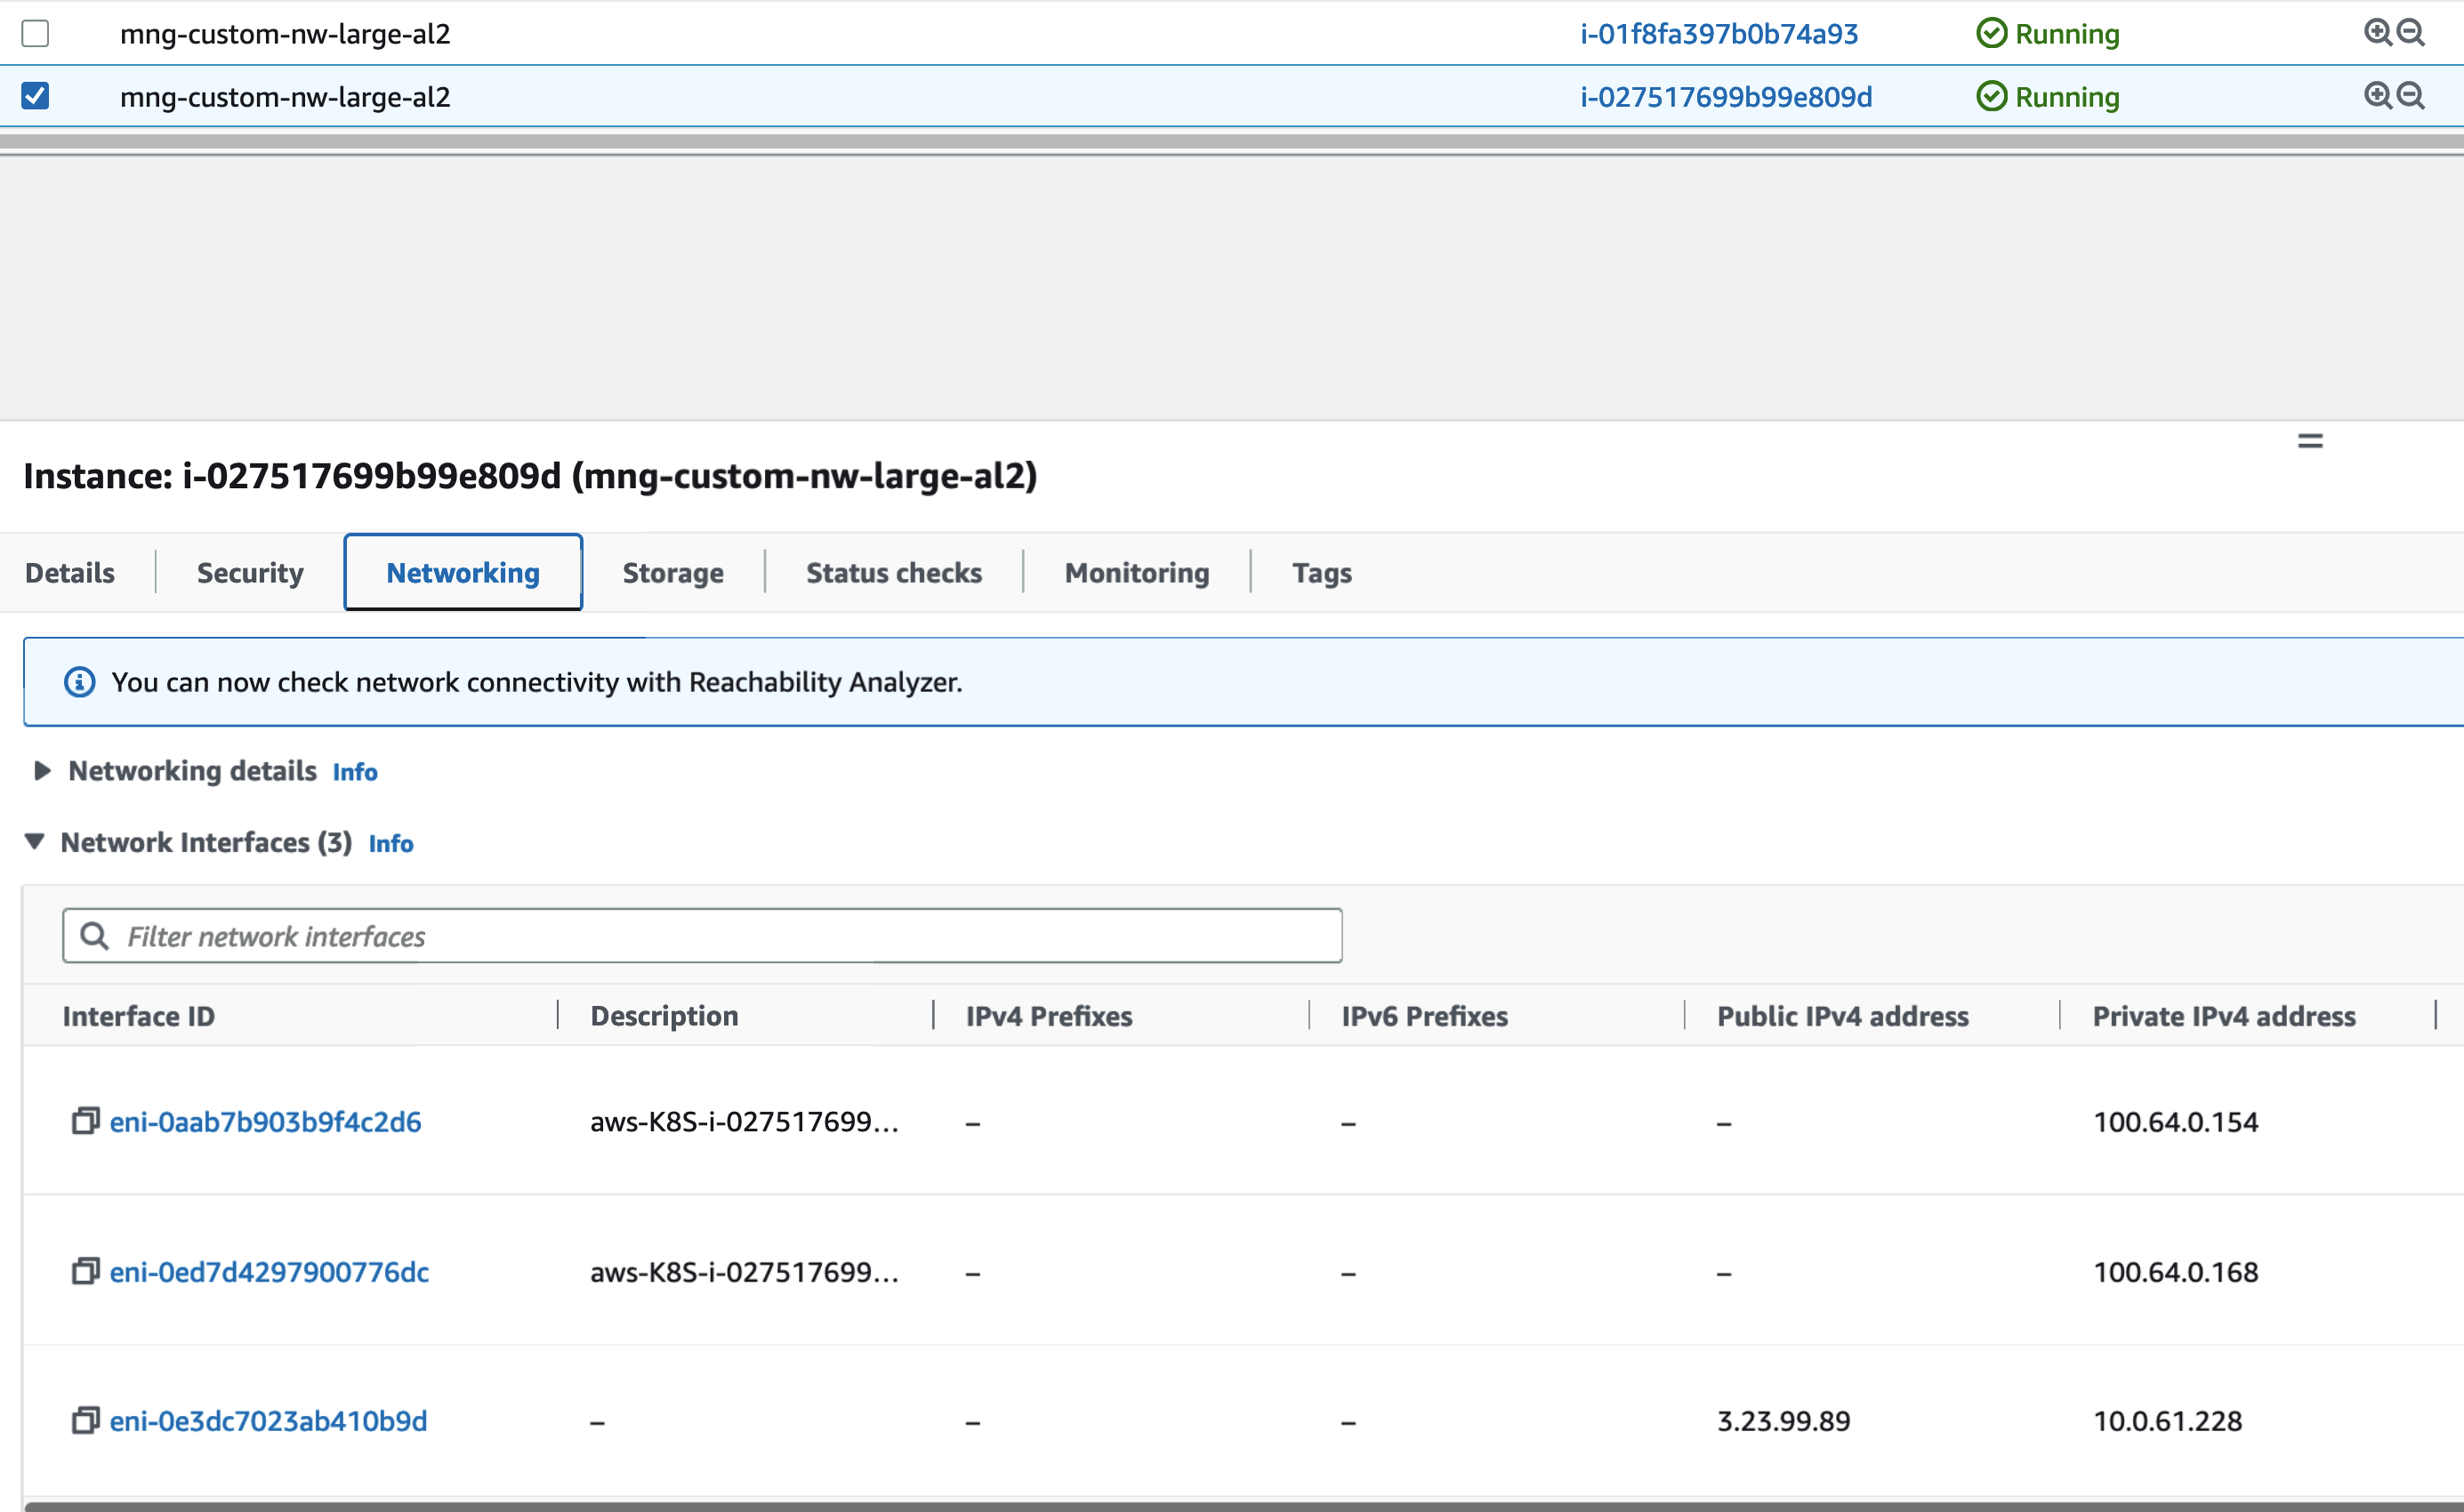 mng-custom-nw-large-al2 i-01f8fa397b0b74a93 Running
mng-custom-nw-large-al2 i-027517699b99e809d Running
Instance: i-027517699b99e809d (mng-custom-nw-large-al2)
Details Security Networking Storage Status checks Monitoring Tags
You can now check network connectivity with Reachability Analyzer.
Networking details Info
Network Interfaces (3) Info
Filter network interfaces
Interface ID Description IPv4 Prefixes IPv6 Prefixes Public IPv4 address Private IPv4 address
eni-0aab7b903b9f4c2d6 aws-K8S-i-027517699... – – – 100.64.0.154
eni-0ed7d4297900776dc aws-K8S-i-027517699... – – – 100.64.0.168
eni-0e3dc7023ab410b9d – – – 3.23.99.89 10.0.61.228